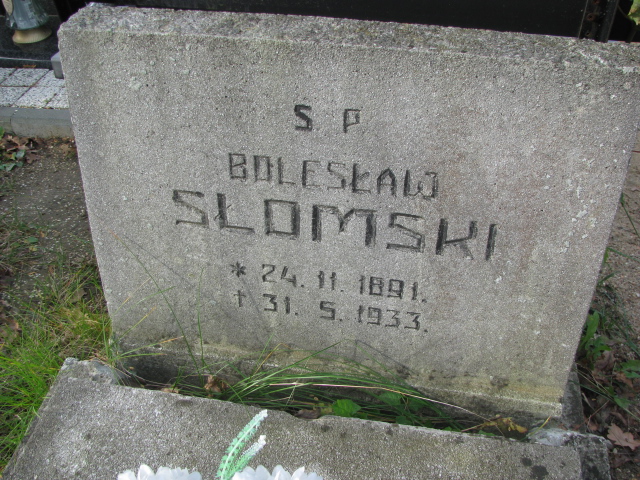 S P
BOLESŁAW
SŁOMSKI
* 24. 11. 1891.
† 31. 5. 1933.